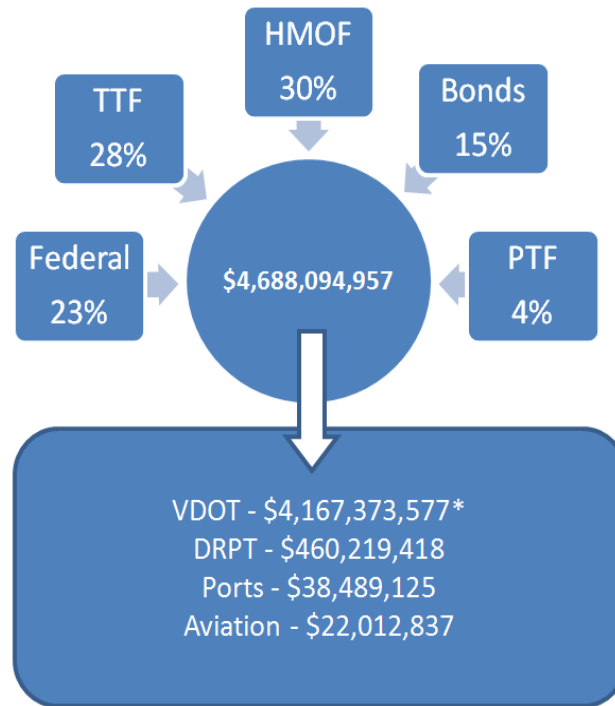 HMOF
30%
TTF
28%
Bonds
15%
Federal
23%
$4,688,094,957
PTF
4%
VDOT - $4,167,373,577*
DRPT - $460,219,418
Ports - $38,489,125
Aviation - $22,012,837